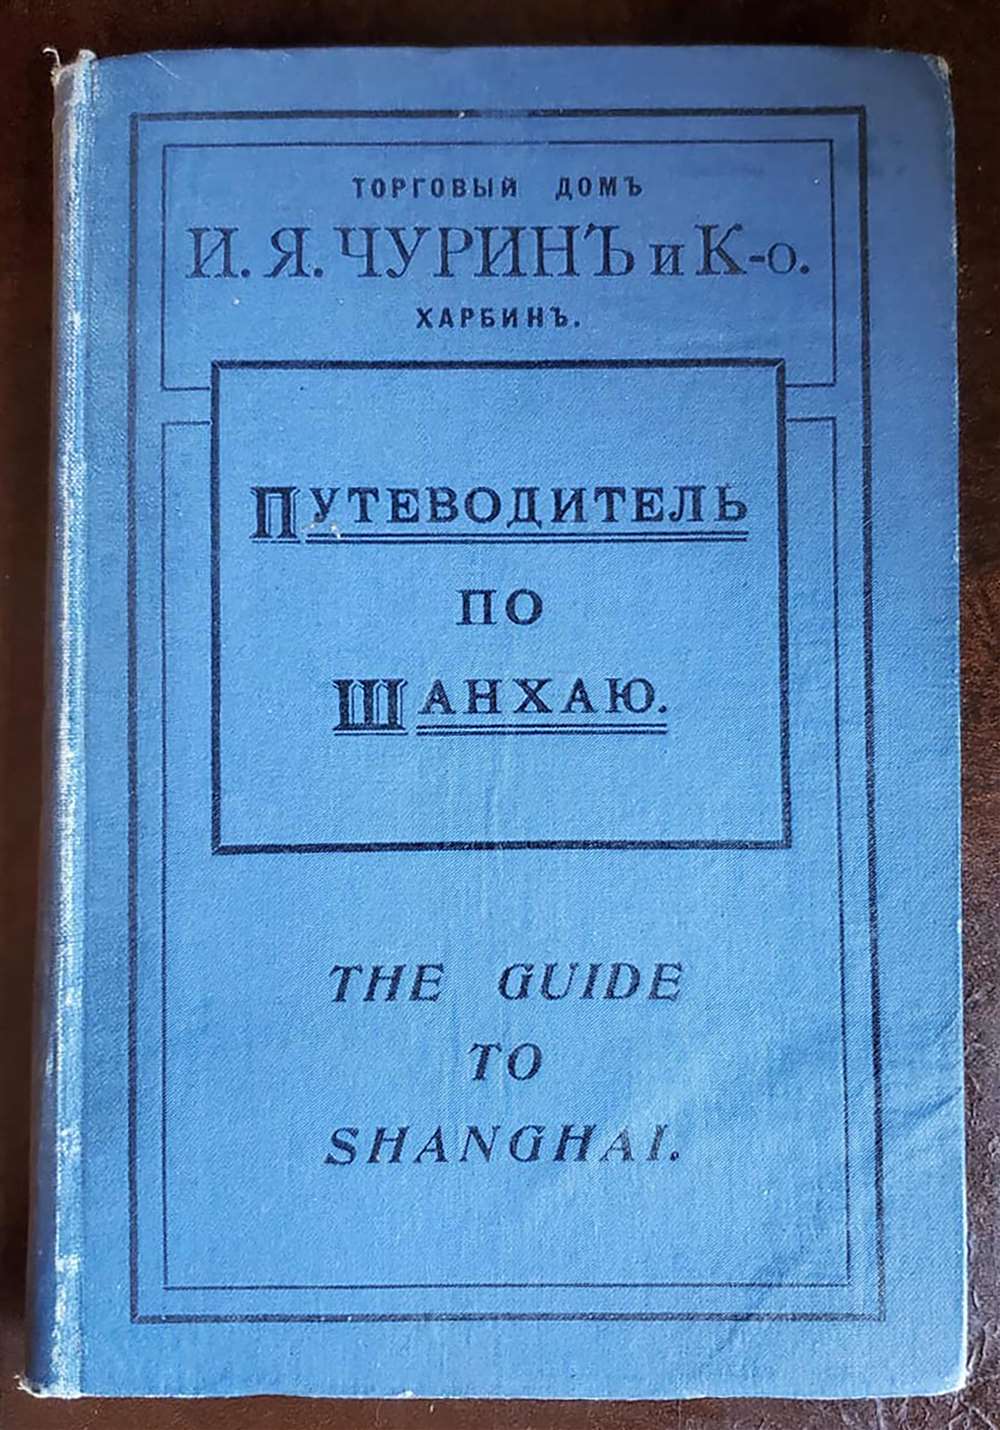 ТОРГОВЫЙ ДОМЪ
И. Я. ЧУРИНЪ и К-о.
ХАРБИНЪ.
ПУТЕВОДИТЕЛЬ
ПО
ШАНХАЮ.
THE GUIDE
TO
SHANGHAI.